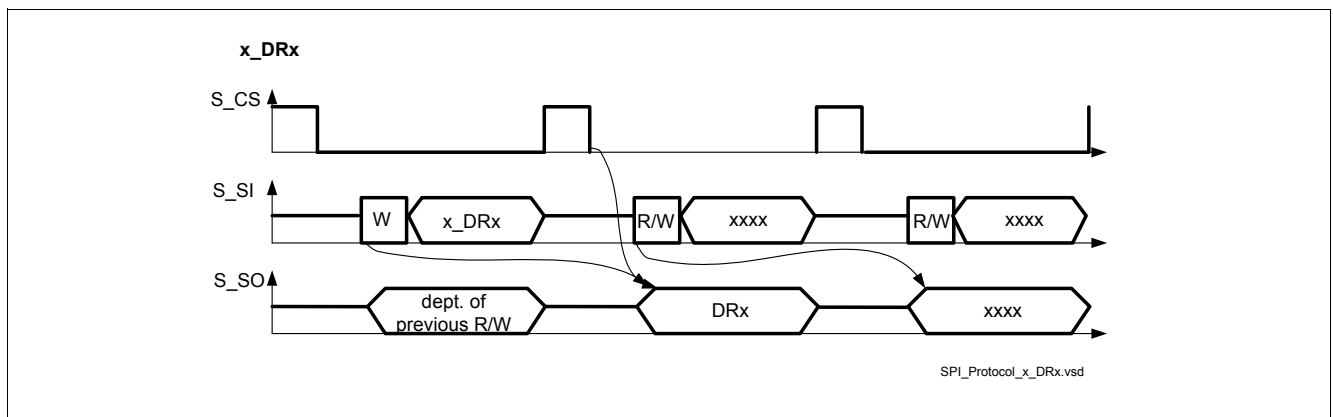 x_DRx
S_CS
S_SI
W
x_DRx
R/W
xxxx
R/W
xxxx
S_SO
dept. of
previous R/W
DRx
xxxx
SPI_Protocol_x_DRx.vsd